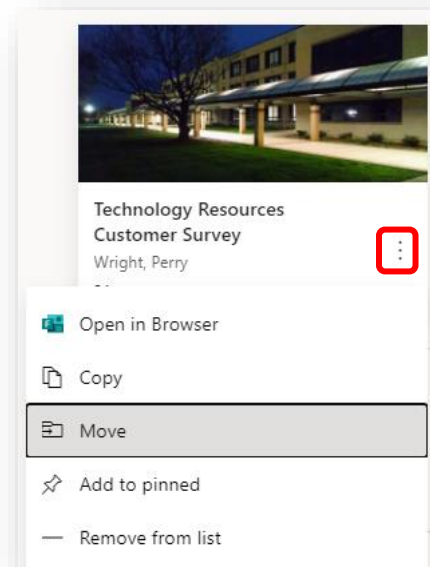 Technology Resources
Customer Survey
Wright, Perry
Open in Browser
Copy
Move
Add to pinned
Remove from list